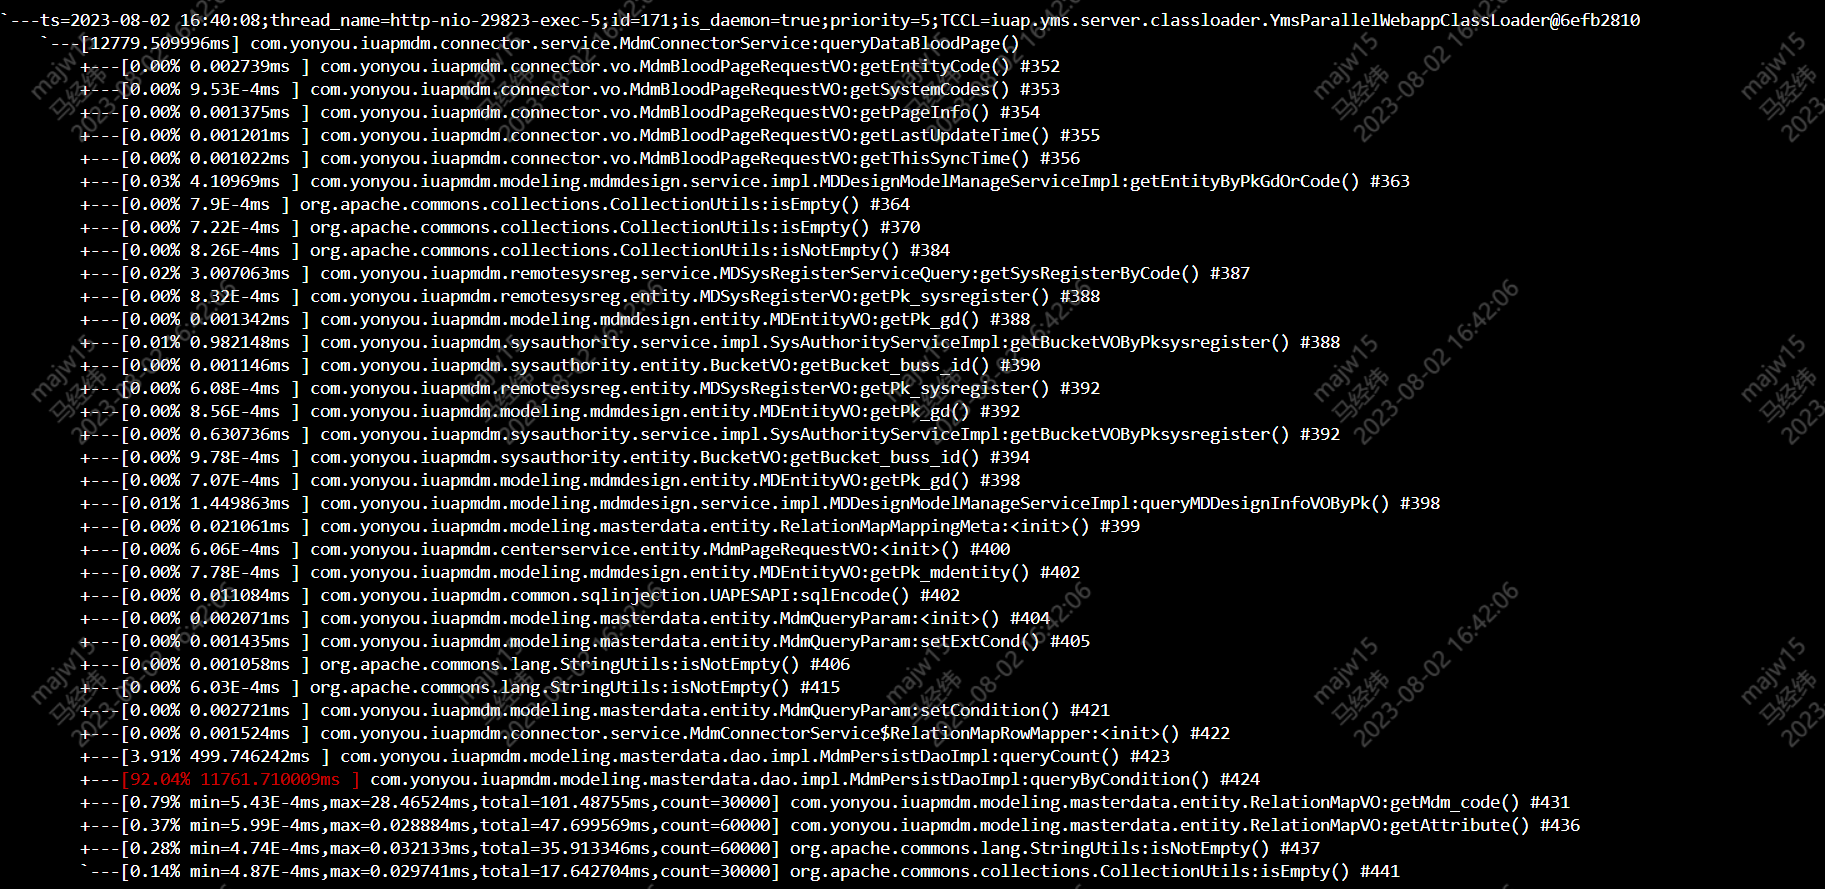 `---ts=2023-08-02 16:40:08;thread_name=http-nio-29823-exec-5;id=171;is_daemon=true;priority=5;TCCL=iuap.yms.server.classloader.YmsParallelWebappClassLoader@6efb2810
`---[12779.509996ms] com.yonyou.iuapmdm.connector.service.MdmConnectorService:queryDataBloodPage()
+---[0.00% 0.002739ms ] com.yonyou.iuapmdm.connector.vo.MdmBloodPageRequestVO:getEntityCode() #352
+---[0.00% 9.53E-4ms ] com.yonyou.iuapmdm.connector.vo.MdmBloodPageRequestVO:getSystemCodes() #353
+---[0.00% 0.001375ms ] com.yonyou.iuapmdm.connector.vo.MdmBloodPageRequestVO:getPageInfo() #354
+---[0.00% 0.001201ms ] com.yonyou.iuapmdm.connector.vo.MdmBloodPageRequestVO:getLastUpdateTime() #355
+---[0.00% 0.001022ms ] com.yonyou.iuapmdm.connector.vo.MdmBloodPageRequestVO:getThisSyncTime() #356
+---[0.03% 4.10969ms ] com.yonyou.iuapmdm.modeling.mdmdesign.service.impl.MDDesignModelManageServiceImpl:getEntityByPkGdOrCode() #363
+---[0.00% 7.9E-4ms ] org.apache.commons.collections.CollectionUtils:isEmpty() #364
+---[0.00% 7.22E-4ms ] org.apache.commons.collections.CollectionUtils:isEmpty() #370
+---[0.00% 8.26E-4ms ] org.apache.commons.collections.CollectionUtils:isNotEmpty() #384
+---[0.02% 3.007063ms ] com.yonyou.iuapmdm.remotesysreg.service.MDSysRegisterServiceQuery:getSysRegisterByCode() #387
+---[0.00% 8.32E-4ms ] com.yonyou.iuapmdm.remotesysreg.entity.MDSysRegisterVO:getPk_sysregister() #388
+---[0.00% 0.001342ms ] com.yonyou.iuapmdm.modeling.mdmdesign.entity.MDEntityVO:getPk_gd() #388
+---[0.01% 0.982148ms ] com.yonyou.iuapmdm.sysauthority.service.impl.SysAuthorityServiceImpl:getBucketVOByPksysregister() #388
+---[0.00% 0.001146ms ] com.yonyou.iuapmdm.sysauthority.entity.BucketVO:getBucket_buss_id() #390
+---[0.00% 6.08E-4ms ] com.yonyou.iuapmdm.remotesysreg.entity.MDSysRegisterVO:getPk_sysregister() #392
+---[0.00% 8.56E-4ms ] com.yonyou.iuapmdm.modeling.mdmdesign.entity.MDEntityVO:getPk_gd() #392
+---[0.00% 0.630736ms ] com.yonyou.iuapmdm.sysauthority.service.impl.SysAuthorityServiceImpl:getBucketVOByPksysregister() #392
+---[0.00% 9.78E-4ms ] com.yonyou.iuapmdm.sysauthority.entity.BucketVO:getBucket_buss_id() #394
+---[0.00% 7.07E-4ms ] com.yonyou.iuapmdm.modeling.mdmdesign.entity.MDEntityVO:getPk_gd() #398
+---[0.01% 1.449863ms ] com.yonyou.iuapmdm.modeling.mdmdesign.service.impl.MDDesignModelManageServiceImpl:queryMDDesignInfoVOByPk() #398
+---[0.00% 0.021061ms ] com.yonyou.iuapmdm.modeling.masterdata.entity.RelationMapMappingMeta:<init>() #399
+---[0.00% 6.06E-4ms ] com.yonyou.iuapmdm.centerservice.entity.MdmPageRequestVO:<init>() #400
+---[0.00% 7.78E-4ms ] com.yonyou.iuapmdm.modeling.mdmdesign.entity.MDEntityVO:getPk_mdentity() #402
+---[0.00% 0.011084ms ] com.yonyou.iuapmdm.common.sqlinjection.UAPESAPI:sqlEncode() #402
+---[0.00% 0.002071ms ] com.yonyou.iuapmdm.modeling.masterdata.entity.MdmQueryParam:<init>() #404
+---[0.00% 0.001435ms ] com.yonyou.iuapmdm.modeling.masterdata.entity.MdmQueryParam:setExtCond() #405
+---[0.00% 0.001058ms ] org.apache.commons.lang.StringUtils:isNotEmpty() #406
+---[0.00% 6.03E-4ms ] org.apache.commons.lang.StringUtils:isNotEmpty() #415
+---[0.00% 0.002721ms ] com.yonyou.iuapmdm.modeling.masterdata.entity.MdmQueryParam:setCondition() #421
+---[0.00% 0.001524ms ] com.yonyou.iuapmdm.connector.service.MdmConnectorService$RelationMapRowMapper:<init>() #422
+---[3.91% 499.746242ms ] com.yonyou.iuapmdm.modeling.masterdata.dao.impl.MdmPersistDaoImpl:queryCount() #423
+---[92.04% 11761.710009ms ] com.yonyou.iuapmdm.modeling.masterdata.dao.impl.MdmPersistDaoImpl:queryByCondition() #424
+---[0.79% min=5.43E-4ms,max=28.46524ms,total=101.48755ms,count=30000] com.yonyou.iuapmdm.modeling.masterdata.entity.RelationMapVO:getMdm_code() #431
+---[0.37% min=5.99E-4ms,max=0.028884ms,total=47.699569ms,count=60000] com.yonyou.iuapmdm.modeling.masterdata.entity.RelationMapVO:getAttribute() #436
+---[0.28% min=4.74E-4ms,max=0.032133ms,total=35.913346ms,count=60000] org.apache.commons.lang.StringUtils:isNotEmpty() #437
`---[0.14% min=4.87E-4ms,max=0.029741ms,total=17.642704ms,count=30000] org.apache.commons.collections.CollectionUtils:isEmpty() #441
majw15
马经纬
2023-08-02 16:42:06